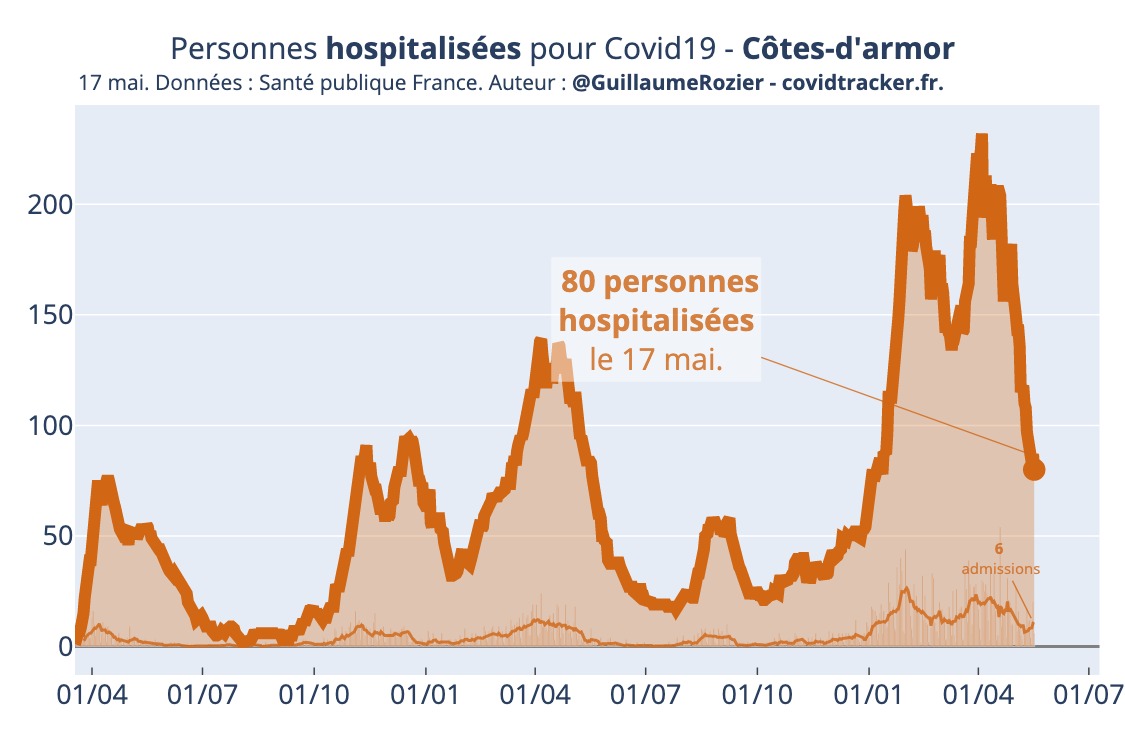 Personnes hospitalisées pour Covid19 - Côtes-d'armor
17 mai. Données : Santé publique France. Auteur : @GuillaumeRozier - covidtracker.fr.
200
150
100
50
0
80 personnes
hospitalisées
le 17 mai.
6
admissions
01/04 01/07 01/10 01/01 01/04 01/07 01/10 01/01 01/04 01/07